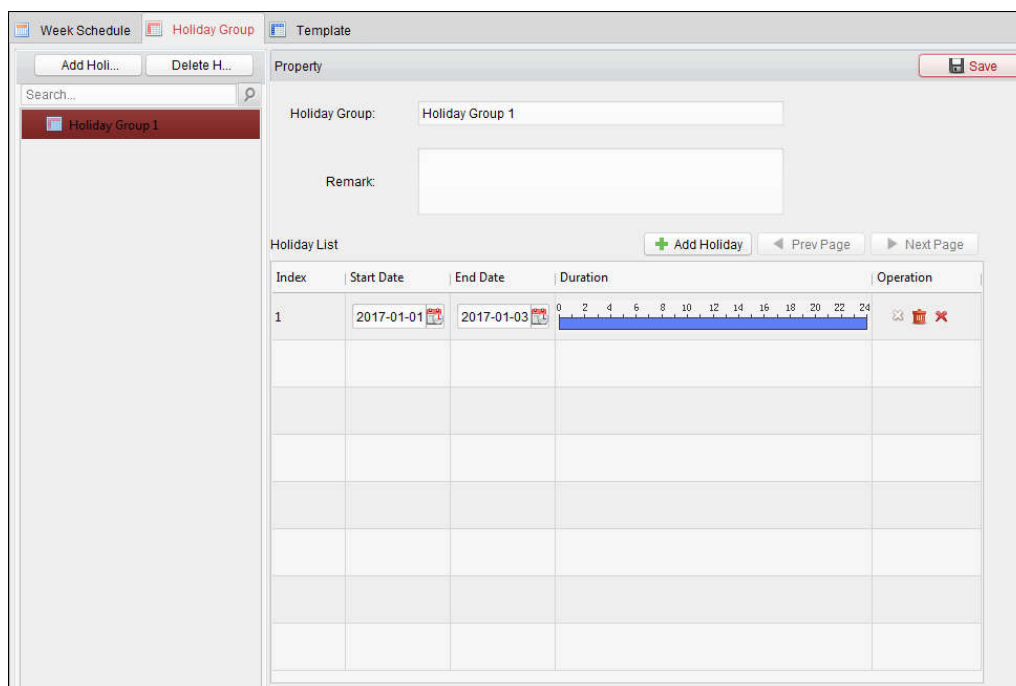 Week Schedule Holiday Group Template
Add Holi... Delete H... Property Save
Search...
Holiday Group 1
Holiday Group: Holiday Group 1
Remark:
Holiday List Add Holiday Prev Page Next Page
Index Start Date End Date Duration Operation
0 2 4 6 8 10 12 14 16 18 20 22 24
1 2017-01-01 2017-01-03